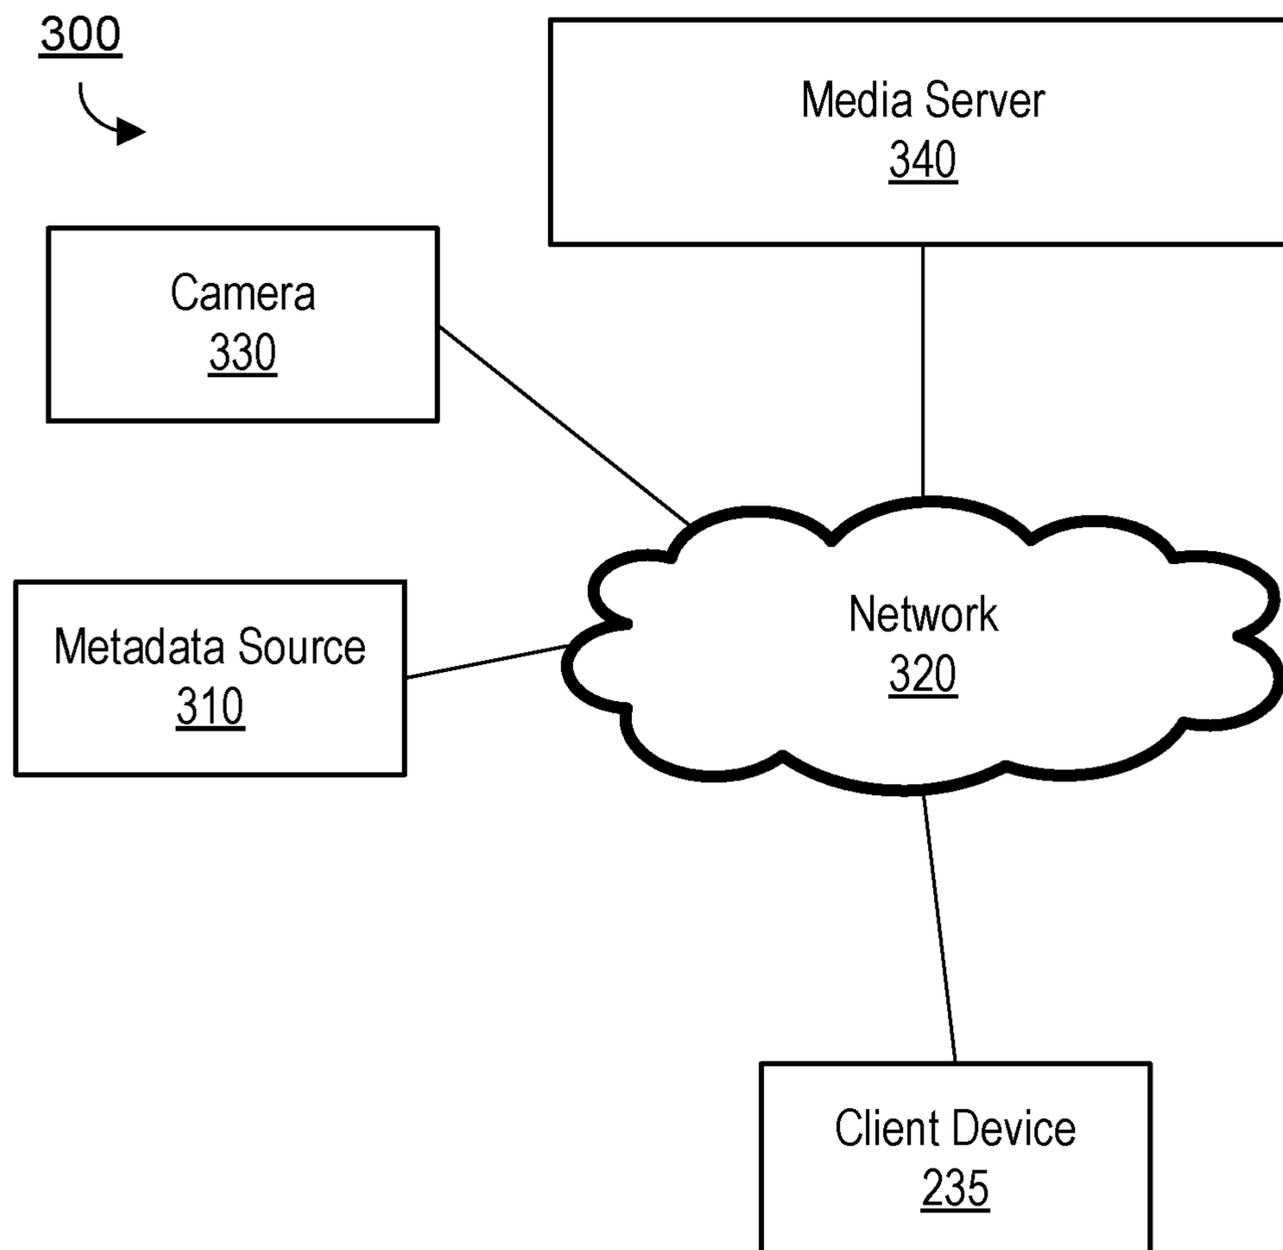 300
Media Server
340
Camera
330
Network
320
Metadata Source
310
Client Device
235